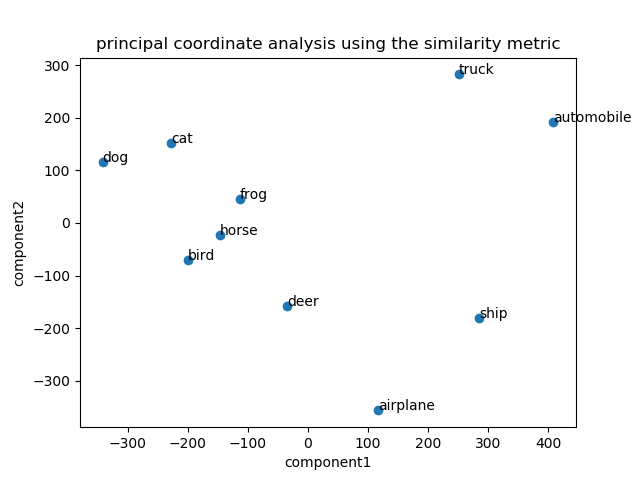 principal coordinate analysis using the similarity metric
300
truck
200
automobile
cat
dog
100
frog
component2
0
horse
bird
−100
deer
ship
−200
−300
airplane
−300
−200
−100
0
100
200
300
400
component1